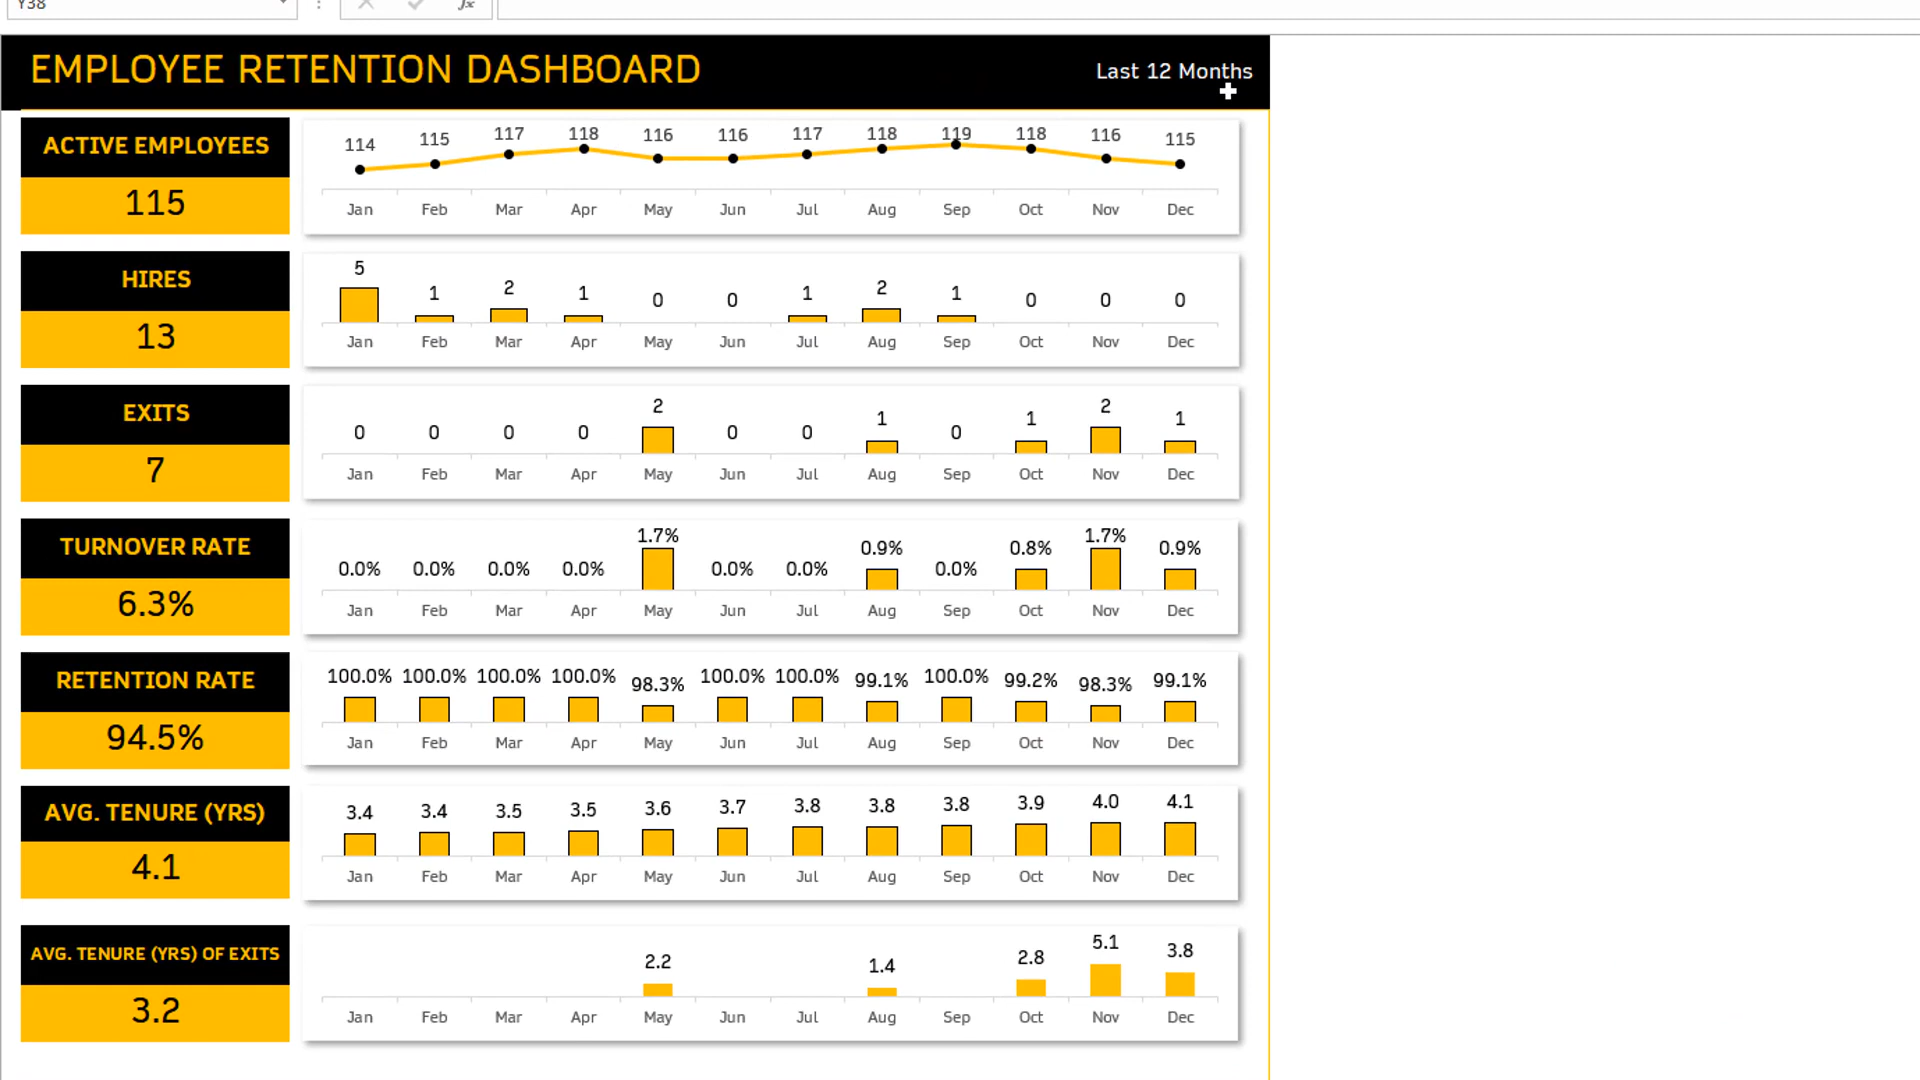 Y38
fx
EMPLOYEE RETENTION DASHBOARD
Last 12 Months
ACTIVE EMPLOYEES
115
114 115 117 118 116 116 117 118 119 118 116 115
Jan Feb Mar Apr May Jun Jul Aug Sep Oct Nov Dec
HIRES
13
5 1 2 1 0 0 1 2 1 0 0 0
Jan Feb Mar Apr May Jun Jul Aug Sep Oct Nov Dec
EXITS
7
0 0 0 0 2 0 0 1 0 1 2 1
Jan Feb Mar Apr May Jun Jul Aug Sep Oct Nov Dec
TURNOVER RATE
6.3%
0.0% 0.0% 0.0% 0.0% 1.7% 0.0% 0.0% 0.9% 0.0% 0.8% 1.7% 0.9%
Jan Feb Mar Apr May Jun Jul Aug Sep Oct Nov Dec
RETENTION RATE
94.5%
100.0% 100.0% 100.0% 100.0% 98.3% 100.0% 100.0% 99.1% 100.0% 99.2% 98.3% 99.1%
Jan Feb Mar Apr May Jun Jul Aug Sep Oct Nov Dec
AVG. TENURE (YRS)
4.1
3.4 3.4 3.5 3.5 3.6 3.7 3.8 3.8 3.8 3.9 4.0 4.1
Jan Feb Mar Apr May Jun Jul Aug Sep Oct Nov Dec
AVG. TENURE (YRS) OF EXITS
3.2
2.2 1.4 2.8 5.1 3.8
Jan Feb Mar Apr May Jun Jul Aug Sep Oct Nov Dec